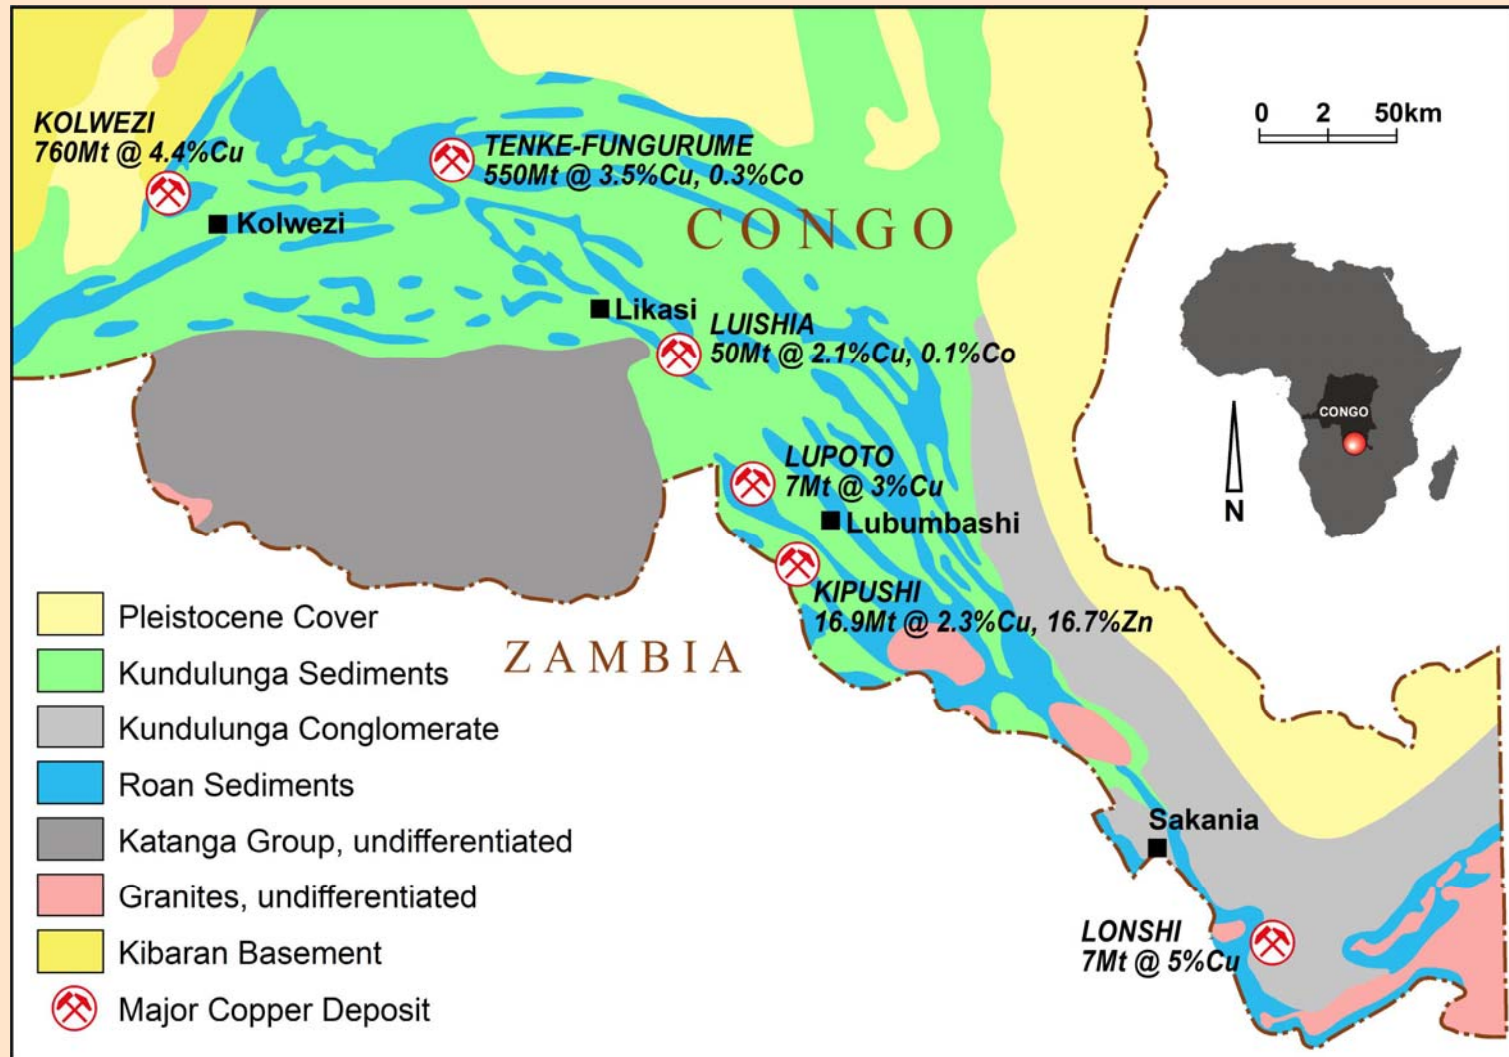 KOLWEZI
760Mt @ 4.4%Cu
Kolwezi
TENKE-FUNGURUME
550Mt @ 3.5%Cu, 0.3%Co
CONGO
0 2 50km
Likasi
LUISHIA
50Mt @ 2.1%Cu, 0.1%Co
CONGO
N
LUPOTO
7Mt @ 3%Cu
Lubumbashi
KIPUSHI
16.9Mt @ 2.3%Cu, 16.7%Zn
ZAMBIA
Sakania
LONSHI
7Mt @ 5%Cu
Pleistocene Cover
Kundulunga Sediments
Kundulunga Conglomerate
Roan Sediments
Katanga Group, undifferentiated
Granites, undifferentiated
Kibaran Basement
Major Copper Deposit